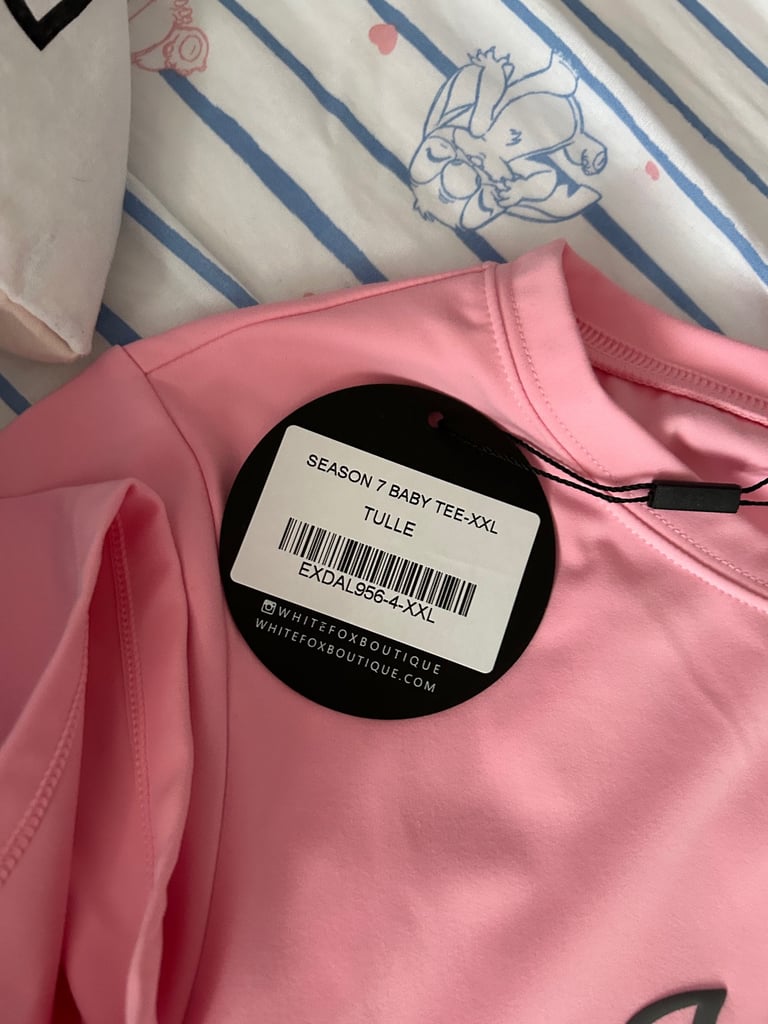 SEASON 7 BABY TEE-XXL
TULLE
EXDAL956-4-XXL
WHITEFOXBOUTIQUE
WHITEFOXBOUTIQUE.COM